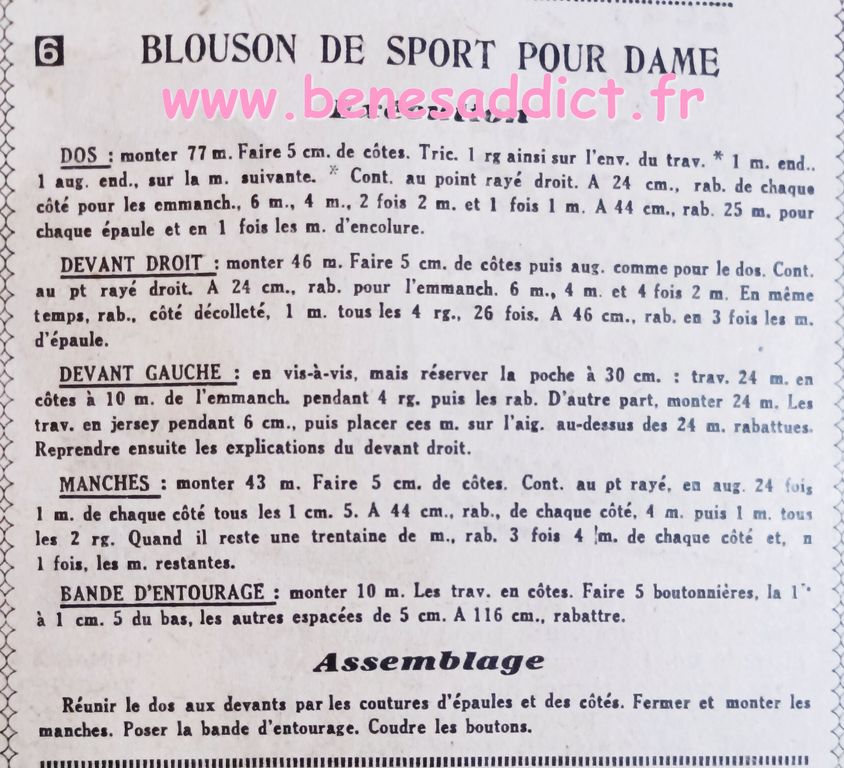 6 BLOUSON DE SPORT POUR DAME
www.benesaddict.fr
Exécution
DOS : monter 77 m. Faire 5 cm. de côtes. Tric. 1 rg ainsi sur l'env. du trav. * 1 m. end..
1 aug. end., sur la m. suivante. * Cont. au point rayé droit. A 24 cm., rab. de chaque
côté pour les emmanch., 6 m., 4 m., 2 fois 2 m. et 1 fois 1 m. A 44 cm., rab. 25 m. pour
chaque épaule et en 1 fois les m. d'encolure.
DEVANT DROIT : monter 46 m. Faire 5 cm. de côtes puis aug. comme pour le dos. Cont.
au pt rayé droit. A 24 cm., rab. pour l'emmanch. 6 m., 4 m. et 4 fois 2 m. En même
temps, rab., côté décolleté, 1 m. tous les 4 rg., 26 fois. A 46 cm., rab. en 3 fois les m.
d'épaule.
DEVANT GAUCHE : en vis-à-vis, mais réserver la poche à 30 cm. : trav. 24 m. en
côtes à 10 m. de l'emmanch. pendant 4 rg. puis les rab. D'autre part, monter 24 m. Les
trav. en jersey pendant 6 cm., puis placer ces m. sur l'aig. au-dessus des 24 m. rabattues.
Reprendre ensuite les explications du devant droit.
MANCHES : monter 43 m. Faire 5 cm. de côtes. Cont. au pt rayé, en aug. 24 fois
1 m. de chaque côté tous les 1 cm. 5. A 44 cm., rab., de chaque côté, 4 m. puis 1 m. tous
les 2 rg. Quand il reste une trentaine de m., rab. 3 fois 4 m. de chaque côté et, n
1 fois, les m. restantes.
BANDE D'ENTOURAGE : monter 10 m. Les trav. en côtes. Faire 5 boutonnières, la 1
à 1 cm. 5 du bas, les autres espacées de 5 cm. A 116 cm., rabattre.
Assemblage
Réunir le dos aux devants par les coutures d'épaules et des côtés. Fermer et monter les
manches. Poser la bande d'entourage. Coudre les boutons.